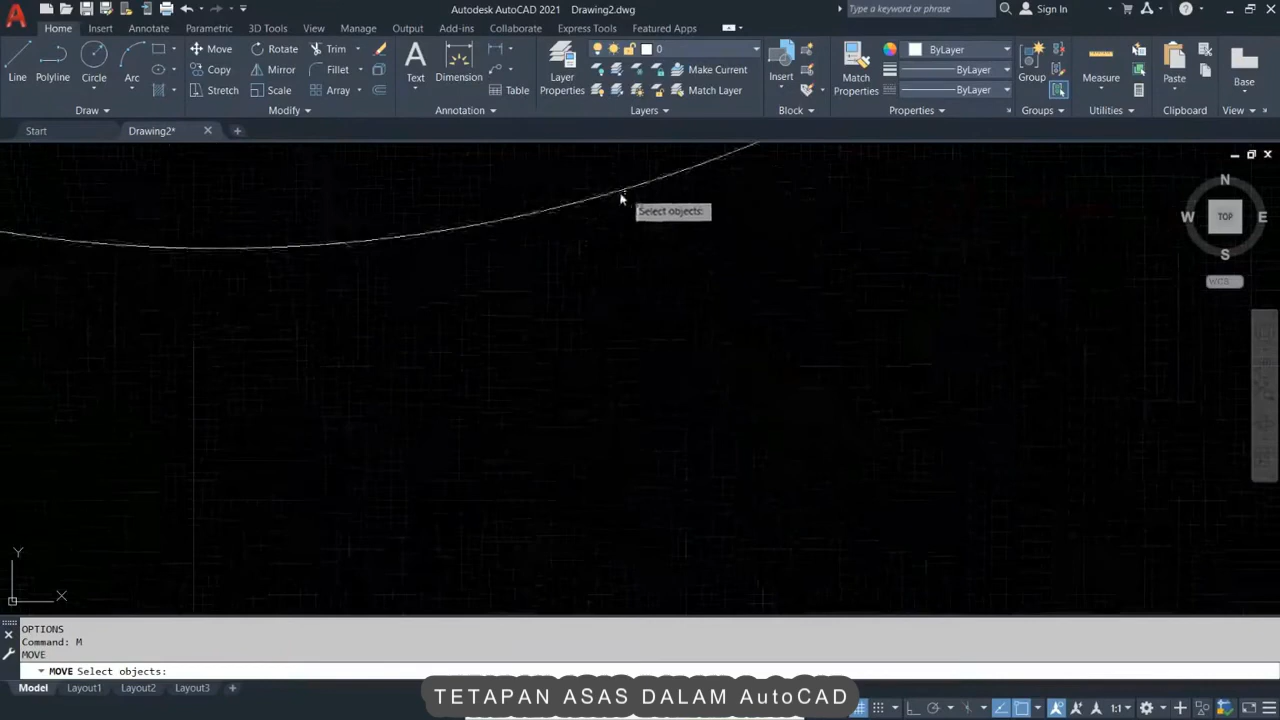 Autodesk AutoCAD 2021 Drawing2.dwg
Type a keyword or phrase
Sign In
Home Insert Annotate Parametric 3D Tools View Manage Output Add-ins Collaborate Express Tools Featured Apps
Line Polyline Circle Arc
Move Rotate Trim
Copy Mirror Fillet
Stretch Scale Array
Text Dimension Table
Layer Properties
0
Make Current
Match Layer
Insert
Match Properties
ByLayer
ByLayer
ByLayer
Group Measure Paste Base
Draw Modify Annotation Layers Block Properties Groups Utilities Clipboard View
Start Drawing2*
N
W TOP E
S
WCS
Select objects:
Y
X
OPTIONS
Command: M
MOVE
MOVE Select objects:
Model Layout1 Layout2 Layout3
1:1
TETAPAN ASAS DALAM AutoCAD